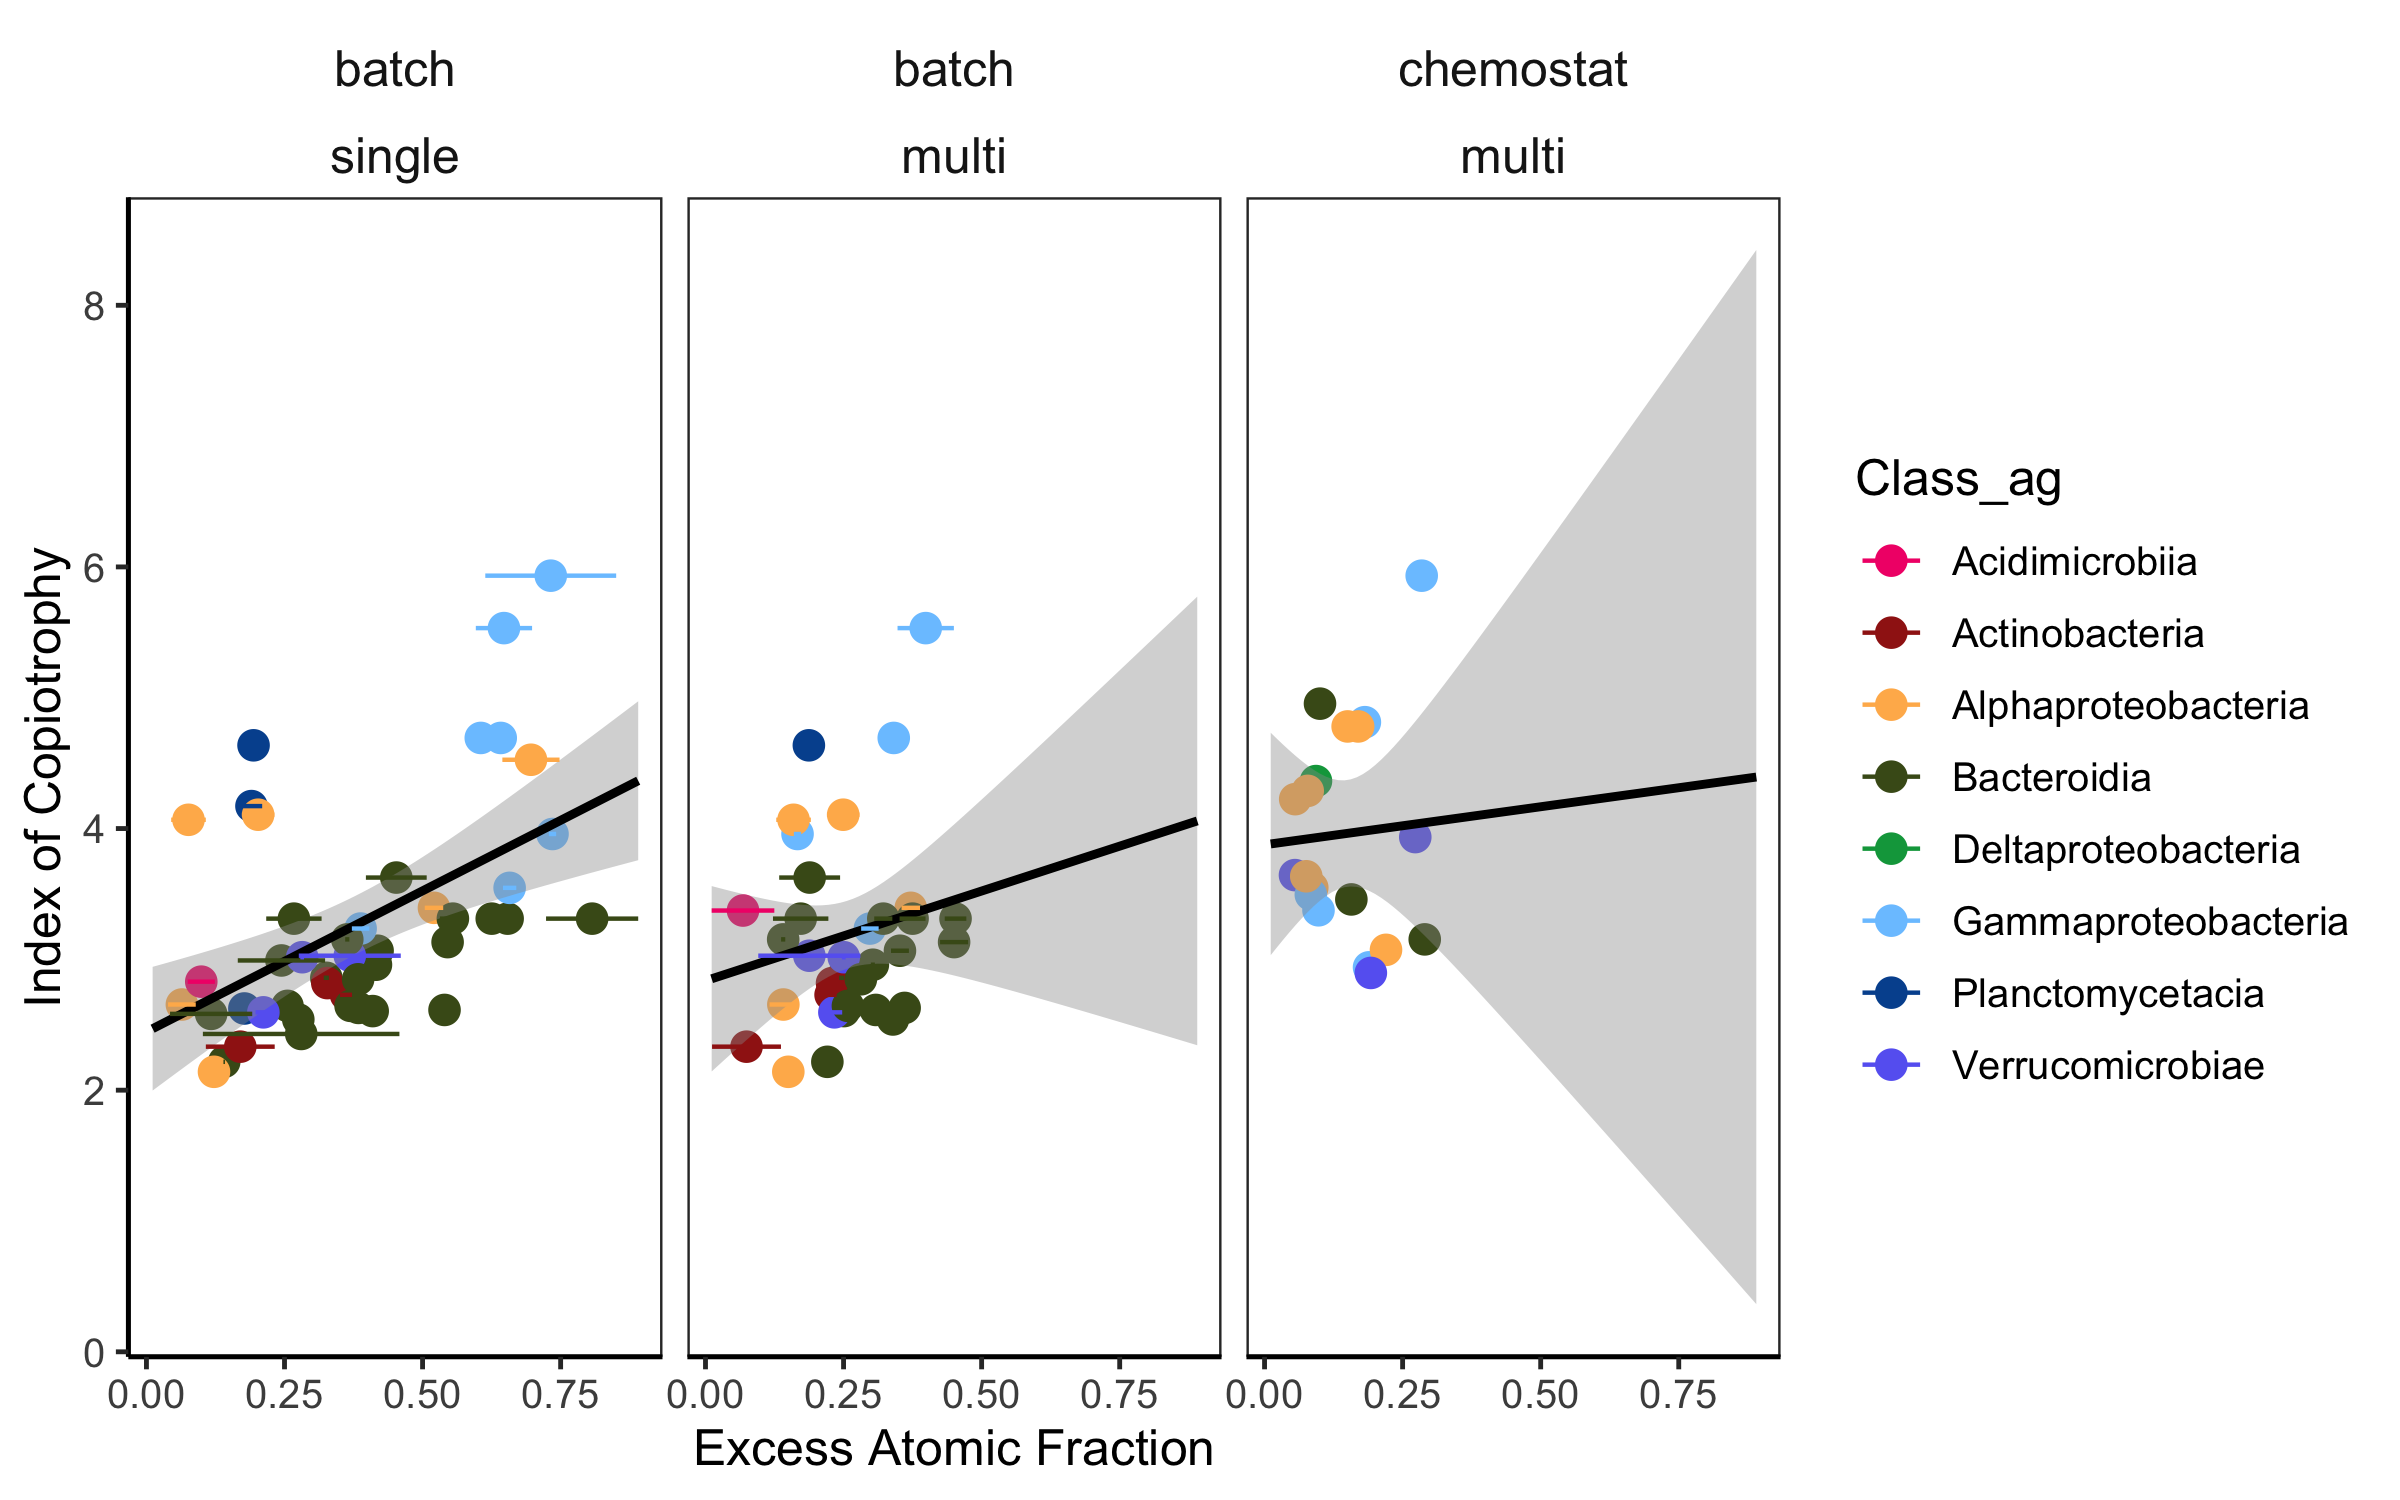 batch
single
batch
multi
chemostat
multi
Index of Copiotrophy
8
6
4
2
0
0.00 0.25 0.50 0.75
0.00 0.25 0.50 0.75
0.00 0.25 0.50 0.75
Excess Atomic Fraction
Class_ag
Acidimicrobiia
Actinobacteria
Alphaproteobacteria
Bacteroidia
Deltaproteobacteria
Gammaproteobacteria
Planctomycetacia
Verrucomicrobiae